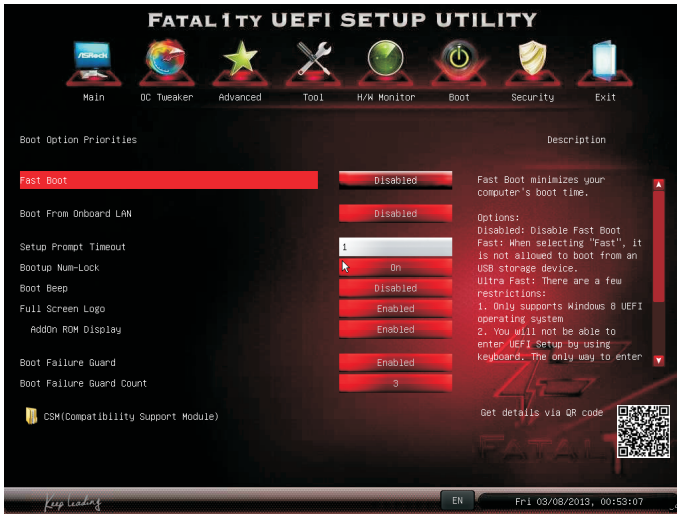 FATAL1TY UEFI SETUP UTILITY
ASRock
Main OC Tweaker Advanced Tool H/W Monitor Boot Security Exit
Boot Option Priorities
Description
Fast Boot Disabled
Boot From Onboard LAN Disabled
Setup Prompt Timeout 1
Bootup Num-Lock On
Boot Beep Disabled
Full Screen Logo Enabled
AddOn ROM Display Enabled
Boot Failure Guard Enabled
Boot Failure Guard Count 3
CSM(Compatibility Support Module)
Fast Boot minimizes your
computer's boot time.
Options:
Disabled: Disable Fast Boot
Fast: When selecting "Fast", it
is not allowed to boot from an
USB storage device.
Ultra Fast: There are a few
restrictions:
1. Only supports Windows 8 UEFI
operating system
2. You will not be able to
enter UEFI Setup by using
keyboard. The only way to enter
Get details via QR code
FATAL1
Keep Leading
EN
Fri 03/08/2013, 00:53:07